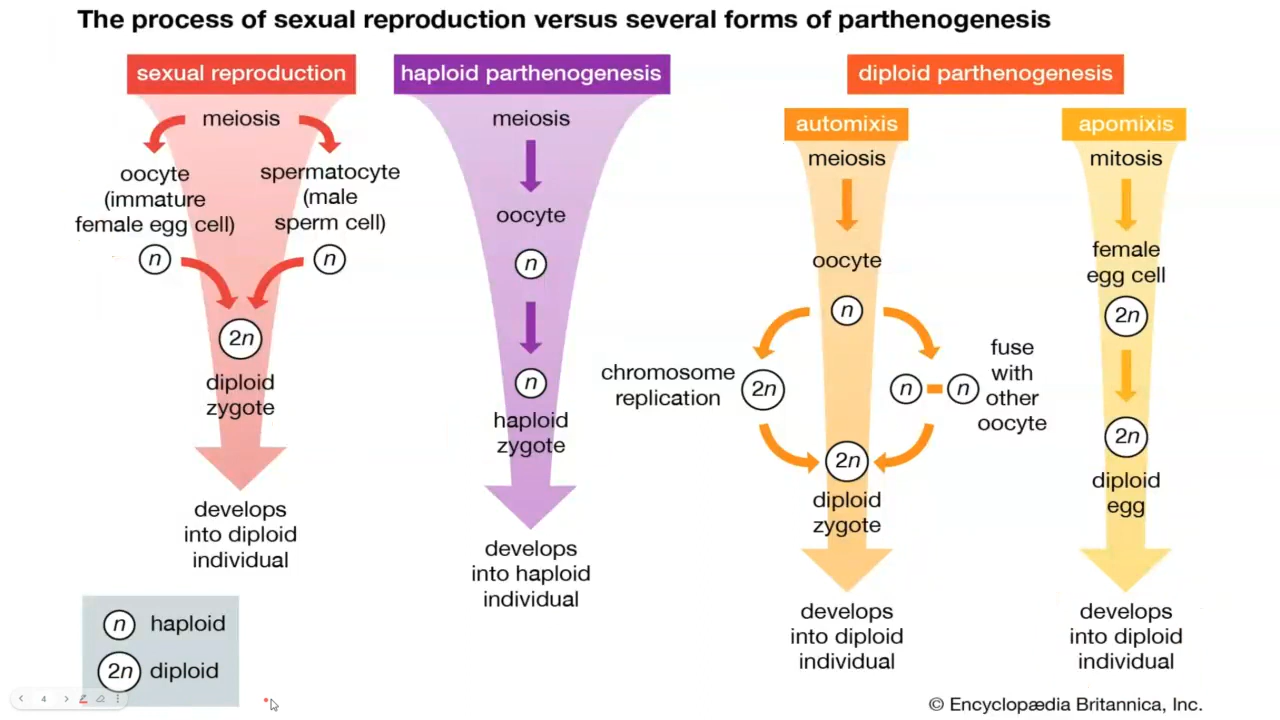 The process of sexual reproduction versus several forms of parthenogenesis
sexual reproduction
meiosis
oocyte
(immature
female egg cell)
n
spermatocyte
(male
sperm cell)
n
2n
diploid
zygote
develops
into diploid
individual
haploid parthenogenesis
meiosis
oocyte
n
n
haploid
zygote
develops
into haploid
individual
diploid parthenogenesis
automixis
meiosis
oocyte
n
chromosome
replication
2n
n
n
fuse
with
other
oocyte
2n
diploid
zygote
develops
into diploid
individual
apomixis
mitosis
female
egg cell
2n
2n
diploid
egg
develops
into diploid
individual
n haploid
2n diploid
4
© Encyclopædia Britannica, Inc.